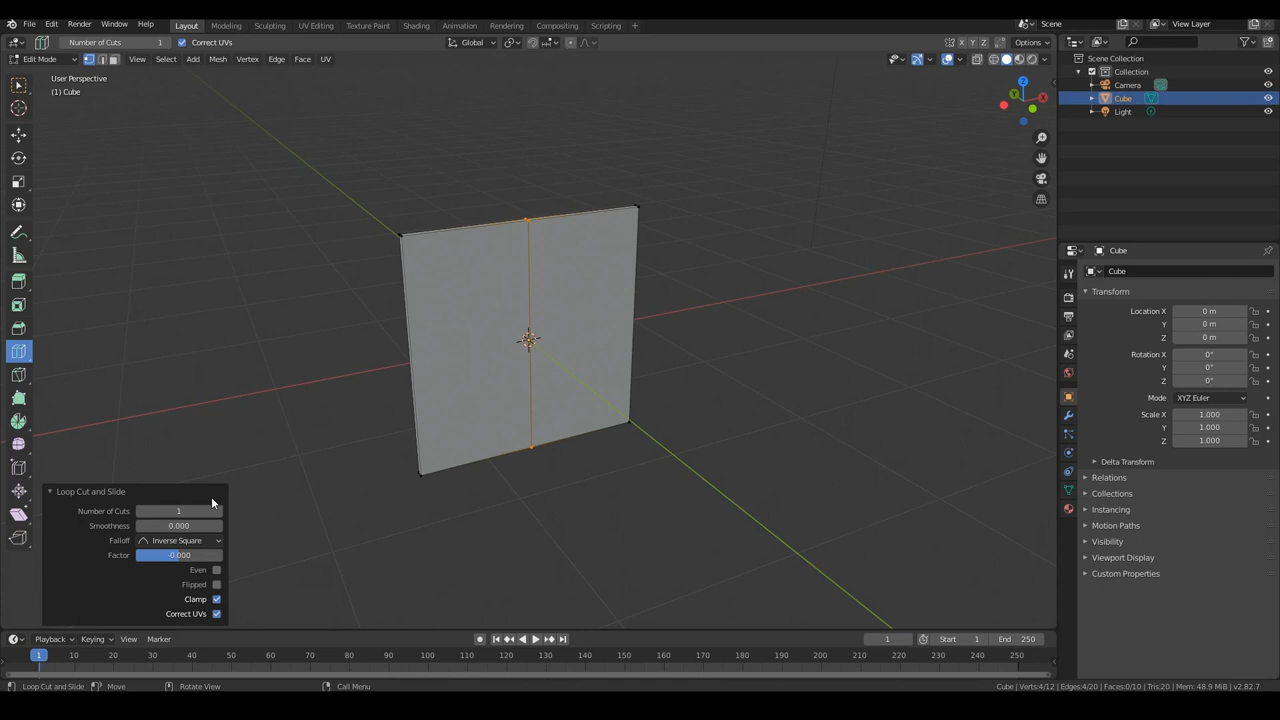 File Edit Render Window Help
Layout Modeling Sculpting UV Editing Texture Paint Shading Animation Rendering Compositing Scripting +
Scene View Layer
Number of Cuts 1 Correct UVs Global X Y Z Options
Edit Mode View Select Add Mesh Vertex Edge Face UV
User Perspective
(1) Cube
Z
X
Y
Scene Collection
Collection
Camera
Cube
Light
Cube
Cube
Transform
Location X 0 m
Y 0 m
Z 0 m
Rotation X 0°
Y 0°
Z 0°
Mode XYZ Euler
Scale X 1.000
Y 1.000
Z 1.000
Delta Transform
Relations
Collections
Instancing
Motion Paths
Visibility
Viewport Display
Custom Properties
Loop Cut and Slide
Number of Cuts 1
Smoothness 0.000
Falloff Inverse Square
Factor -0.000
Even
Flipped
Clamp
Correct UVs
Playback Keying View Marker 1 Start 1 End 250
1 10 20 30 40 50 60 70 80 90 100 110 120 130 140 150 160 170 180 190 200 210 220 230 240 250
Loop Cut and Slide Move Rotate View Call Menu Cube | Verts:4/12 | Edges:4/20 | Faces:0/10 | Tris:20 | Mem: 48.9 MiB | v2.82.7